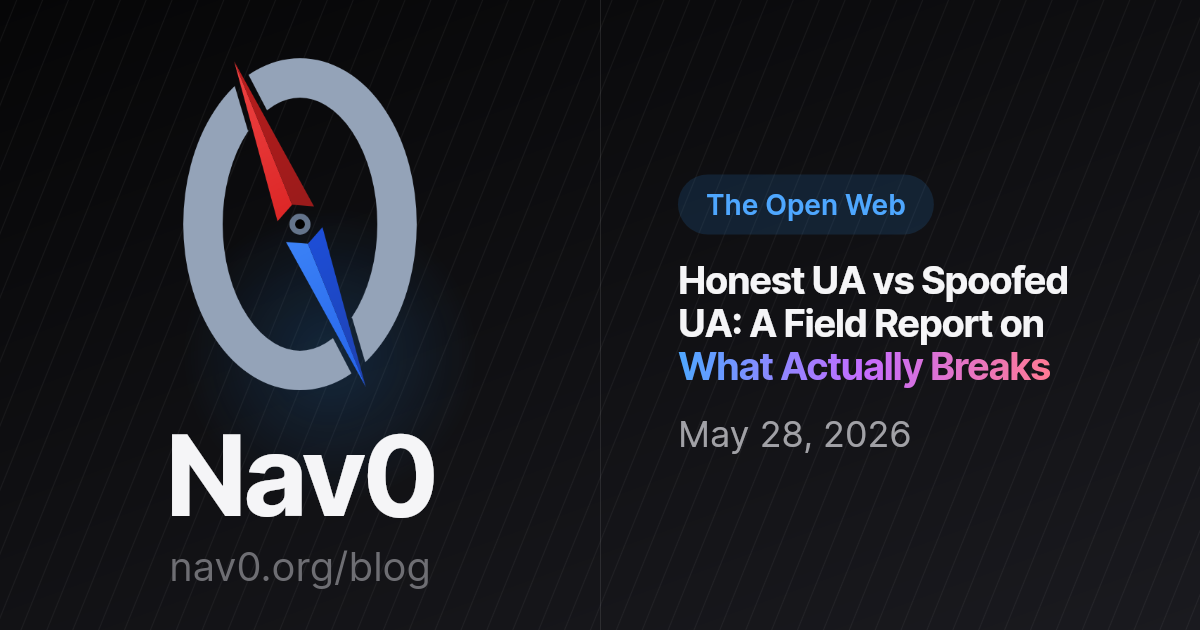 Nav0
nav0.org/blog
The Open Web
Honest UA vs Spoofed
UA: A Field Report on
What Actually Breaks
May 28, 2026